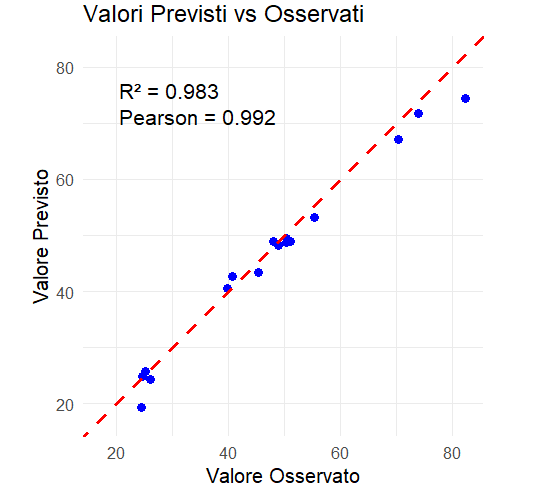 Valori Previsti vs Osservati
R² = 0.983
Pearson = 0.992
Valore Previsto
80
60
40
20
20 40 60 80
Valore Osservato